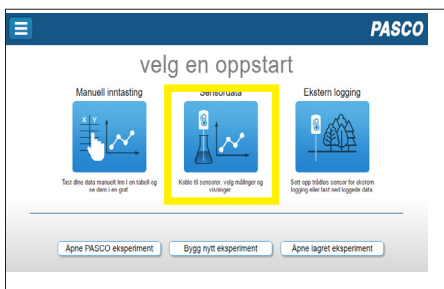 PASCO
velg en oppstart
Manuell inntasting
Sensordata
Ekstern logging
X Y
Tast dine data manuelt inn i en tabell og
se dem i en graf
Koble til sensorer, velg målinger og
visninger
Sett opp trådløs sensor for ekstern
logging eller last ned loggede data
Åpne PASCO eksperiment
Bygg nytt eksperiment
Åpne lagret eksperiment